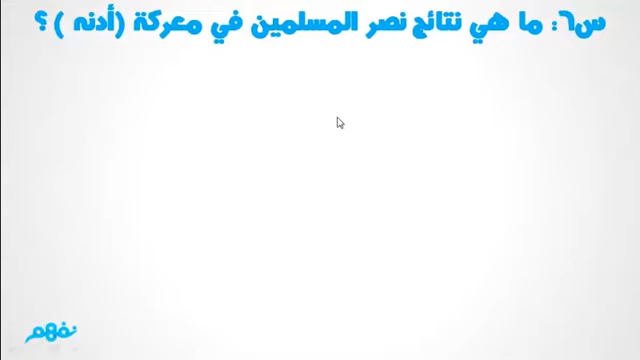 س٦: ما هي نتائج نصر المسلمين في معركة (أدنه ) ؟
نفهم